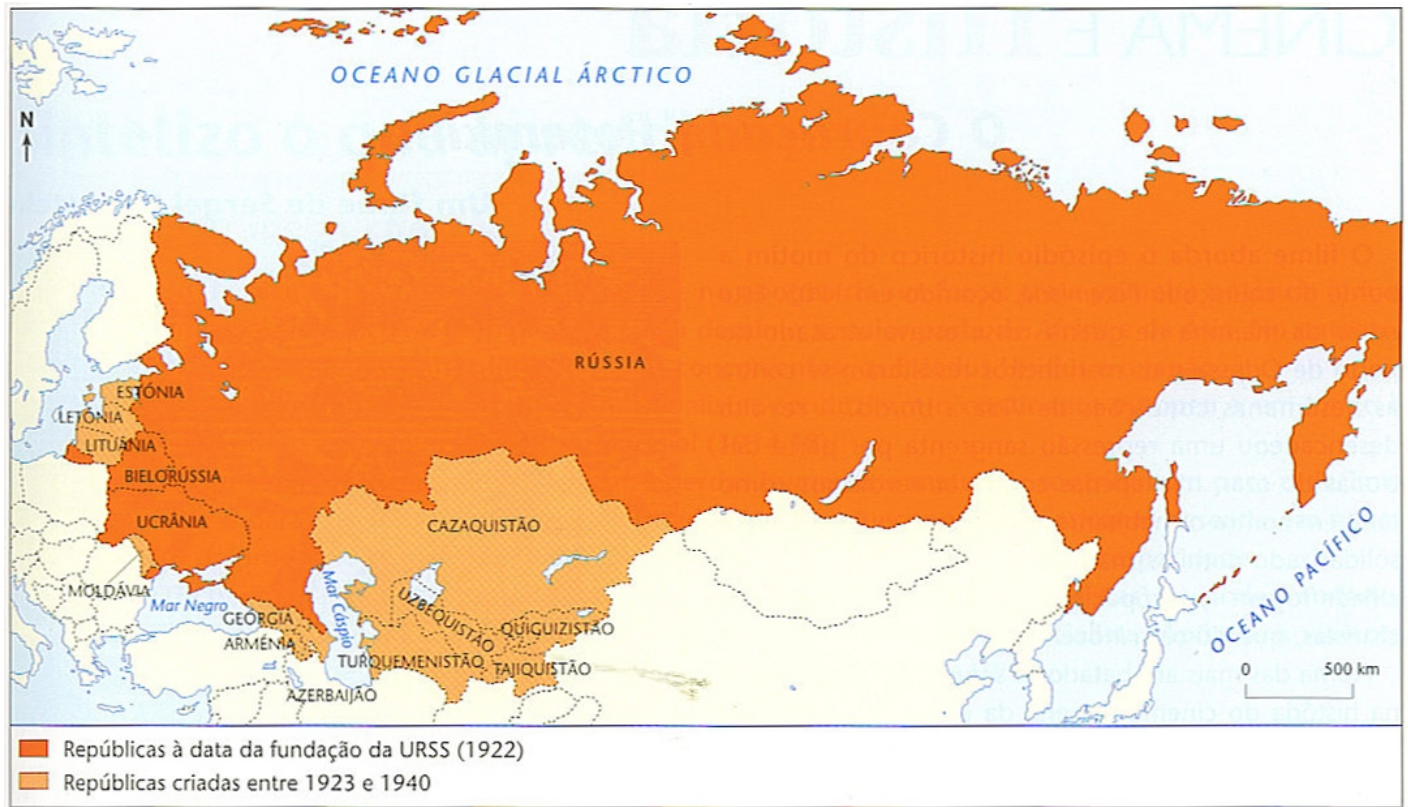 CINEMA E
OCEANO GLACIAL ÁRCTICO
N
RÚSSIA
ESTÓNIA
LETÓNIA
LITUÂNIA
BIELORÚSSIA
UCRÂNIA
CAZAQUISTÃO
MOLDÁVIA
Mar Negro
Mar Cáspio
GEÓRGIA
ARMÉNIA
UZBEQUISTÃO
QUIGUIZISTÃO
TURQUEMENISTÃO
TAJIQUISTÃO
AZERBAIJÃO
OCEANO PACÍFICO
0 500 km
Repúblicas à data da fundação da URSS (1922)
Repúblicas criadas entre 1923 e 1940